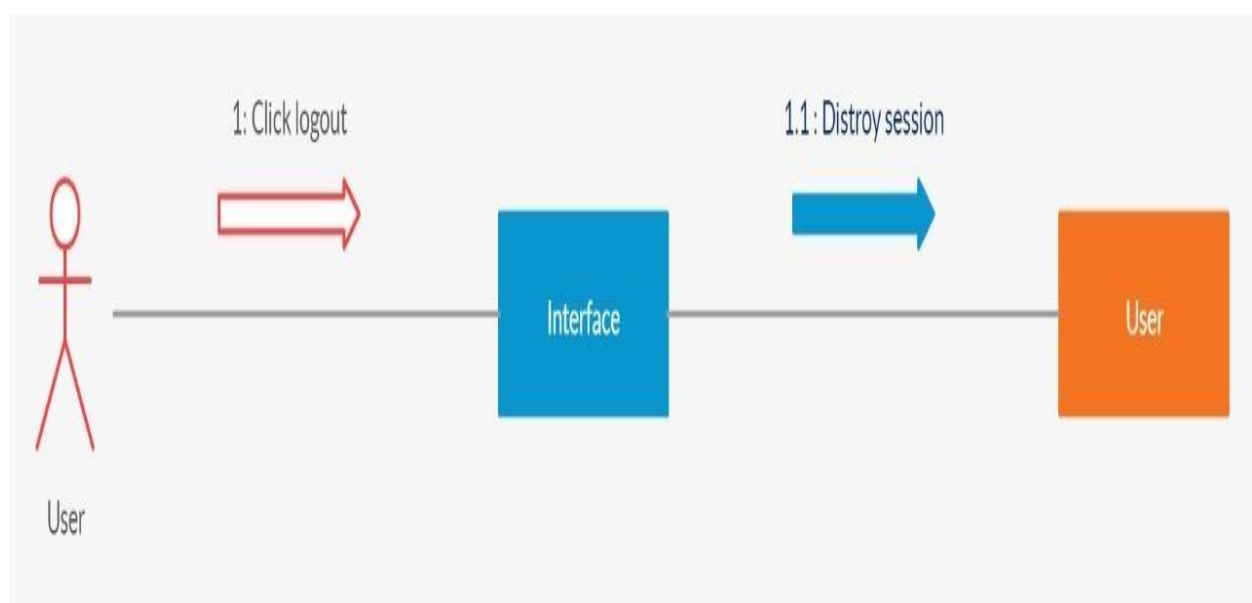 1: Click logout
1.1 : Distroy session
Interface
User
User